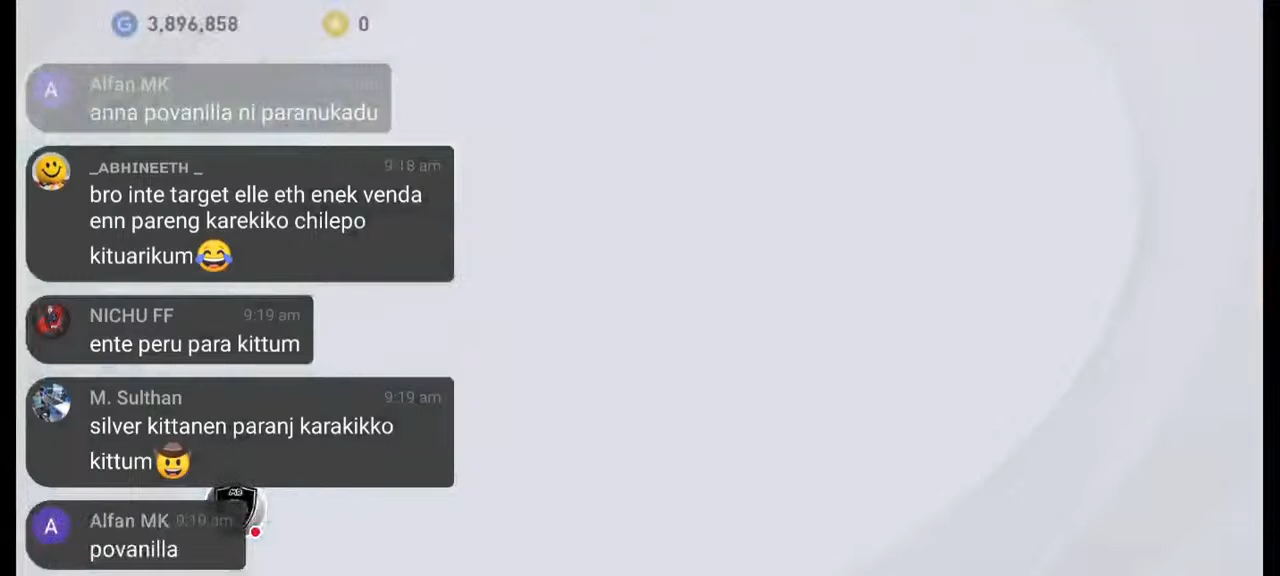 3,896,858 0
Alfan MK
anna povanilla ni paranukadu
_ABHINEETH _ 9:18 am
bro inte target elle eth enek venda
enn pareng karekiko chilepo
kituarikum😂
NICHU FF 9:19 am
ente peru para kittum
M. Sulthan 9:19 am
silver kittanen paranj karakikko
kittum🤠
Alfan MK 9:19 am
povanilla